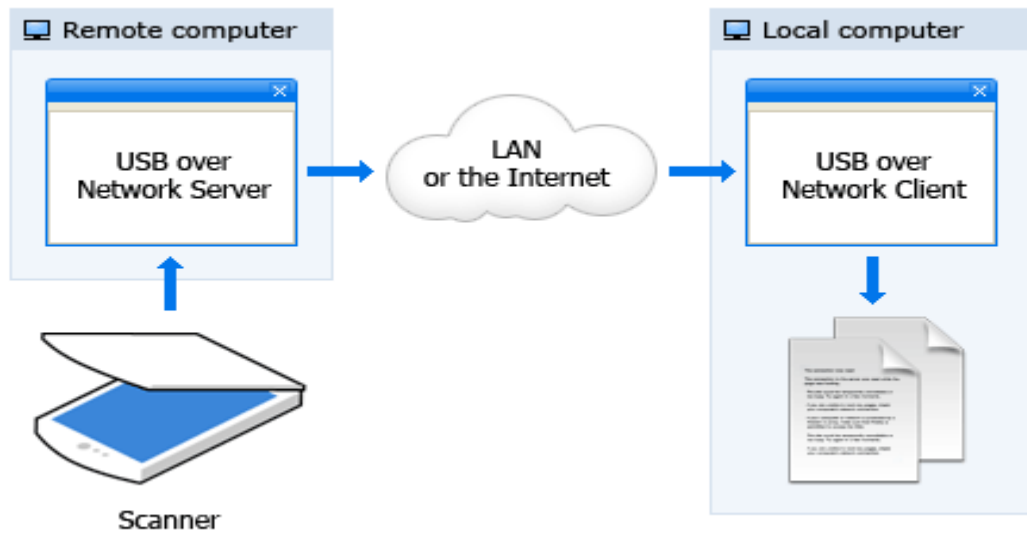 Remote computer
USB over
Network Server
LAN
or the Internet
Local computer
USB over
Network Client
Scanner